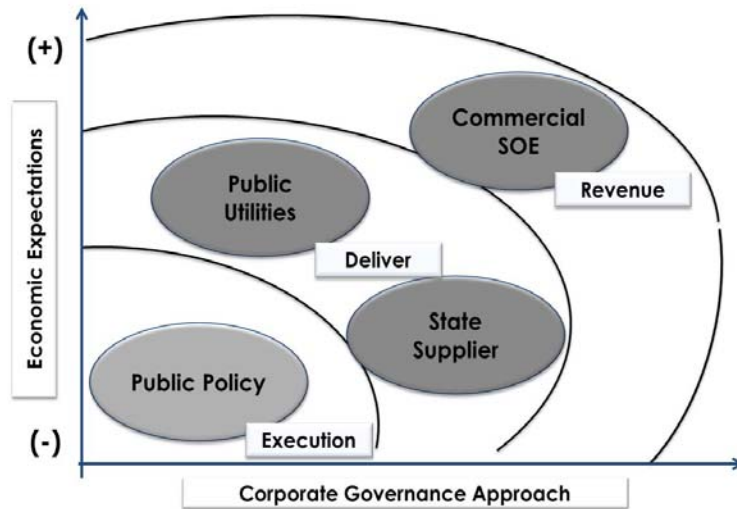 (+)
Economic Expectations
(-)
Commercial
SOE
Revenue
Public
Utilities
Deliver
State
Supplier
Public Policy
Execution
Corporate Governance Approach